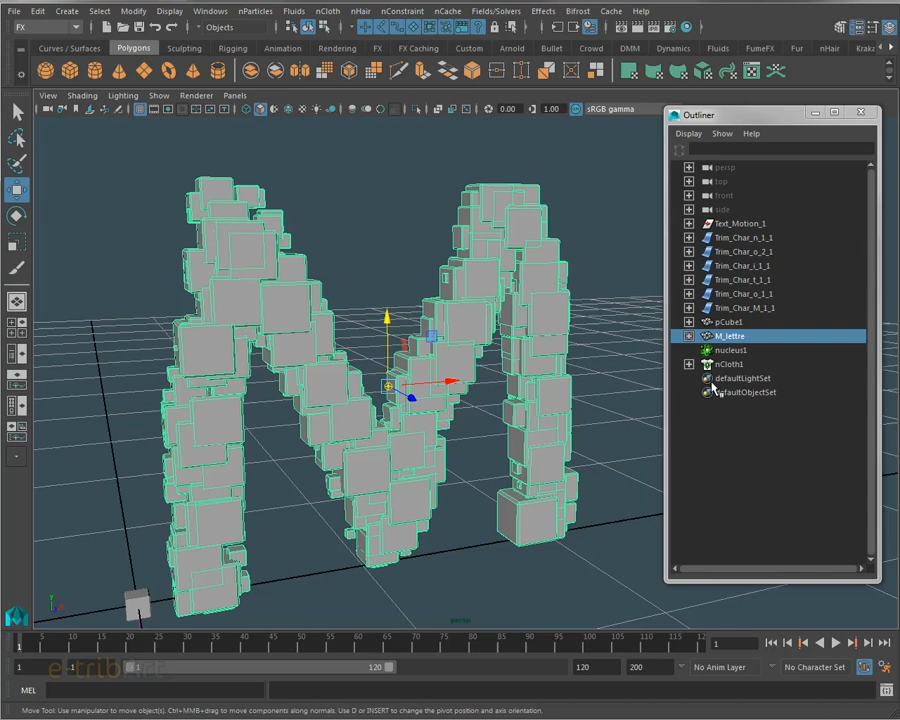 File Edit Create Select Modify Display Windows nParticles Fluids nCloth nHair nConstraint nCache Fields/Solvers Effects Bifrost Cache Help
FX Objects
Curves / Surfaces Polygons Sculpting Rigging Animation Rendering FX FX Caching Custom Arnold Bullet Crowd DMM Dynamics Fluids FumeFX Fur nHair Kraka
View Shading Lighting Show Renderer Panels
0.00 1.00 sRGB gamma
Outliner
Display Show Help
persp
top
front
side
Text_Motion_1
Trim_Char_n_1_1
Trim_Char_o_2_1
Trim_Char_i_1_1
Trim_Char_t_1_1
Trim_Char_o_1_1
Trim_Char_M_1_1
pCube1
M_lettre
nucleus1
nCloth1
defaultLightSet
persp
5 10 15 20 25 30 35 40 45 50 55 60 65 70 75 80 85 90 95 100 105 110 115 12
1 1
1 1 1 120 120 200 No Anim Layer No Character Set
e-tribArt
MEL
Move Tool: Use manipulator to move object(s). Ctrl+MMB+drag to move components along normals. Use D or INSERT to change the pivot position and axis orientation.